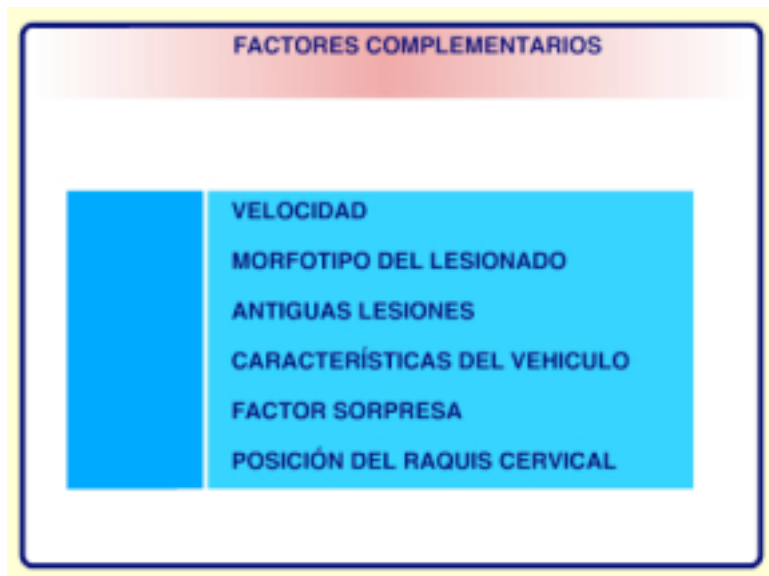 FACTORES COMPLEMENTARIOS
VELOCIDAD
MORFOTIPO DEL LESIONADO
ANTIGUAS LESIONES
CARACTERÍSTICAS DEL VEHICULO
FACTOR SORPRESA
POSICIÓN DEL RAQUIS CERVICAL